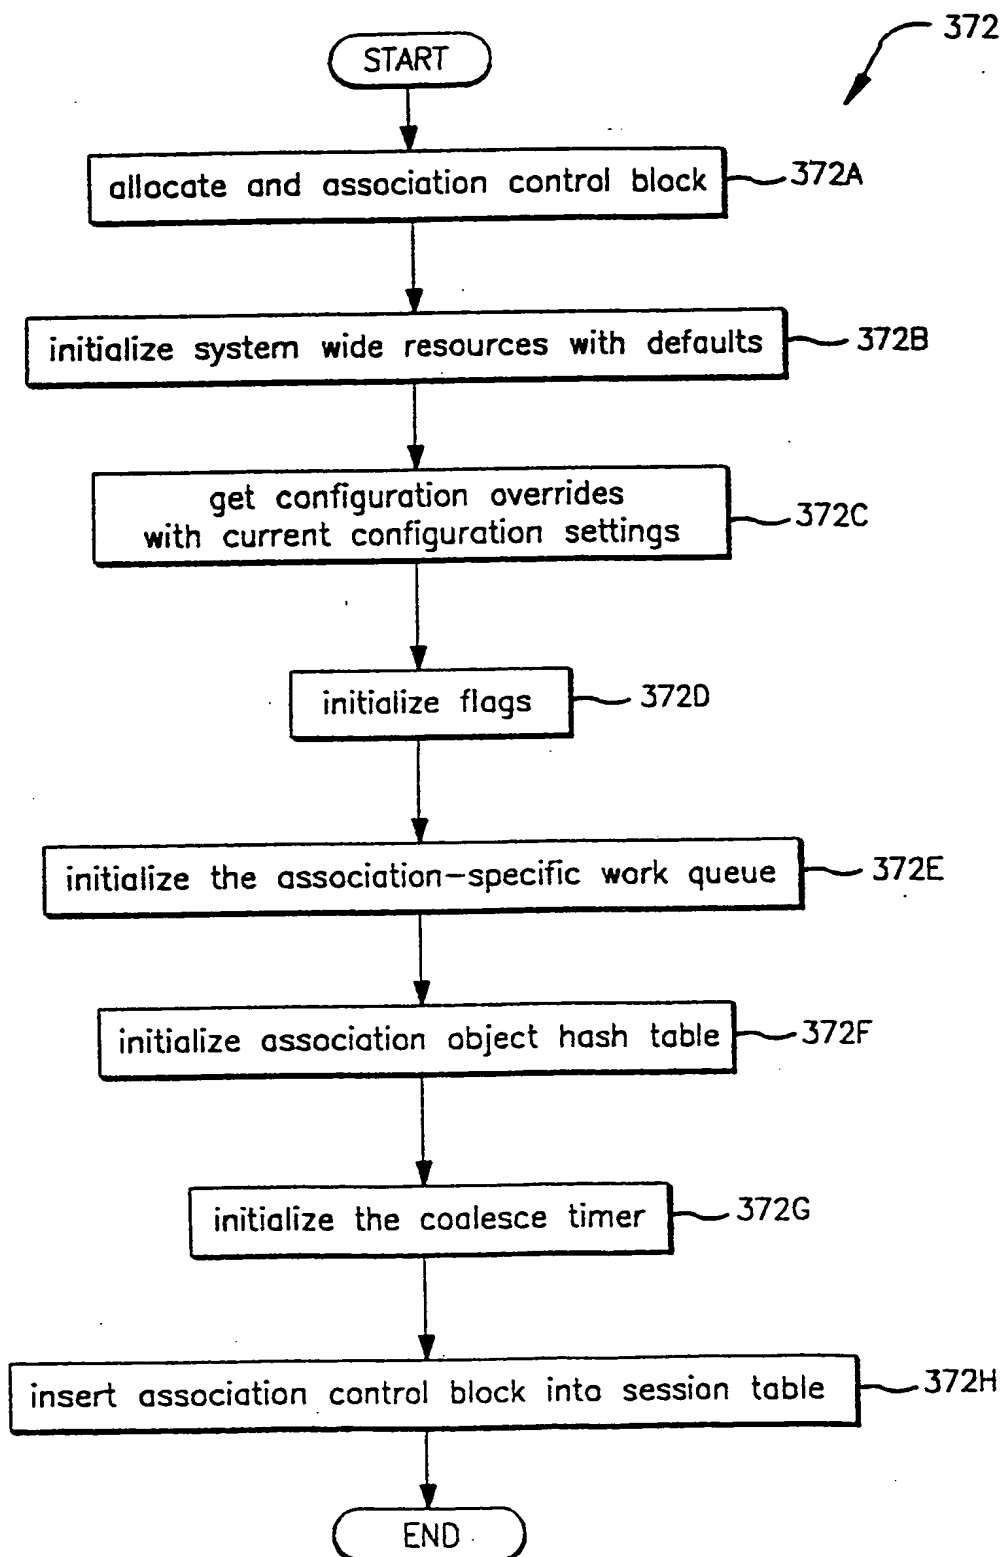 372
START
allocate and association control block
372A
initialize system wide resources with defaults
372B
get configuration overrides
with current configuration settings
372C
initialize flags
372D
initialize the association-specific work queue
372E
initialize association object hash table
372F
initialize the coalesce timer
372G
insert association control block into session table
372H
END